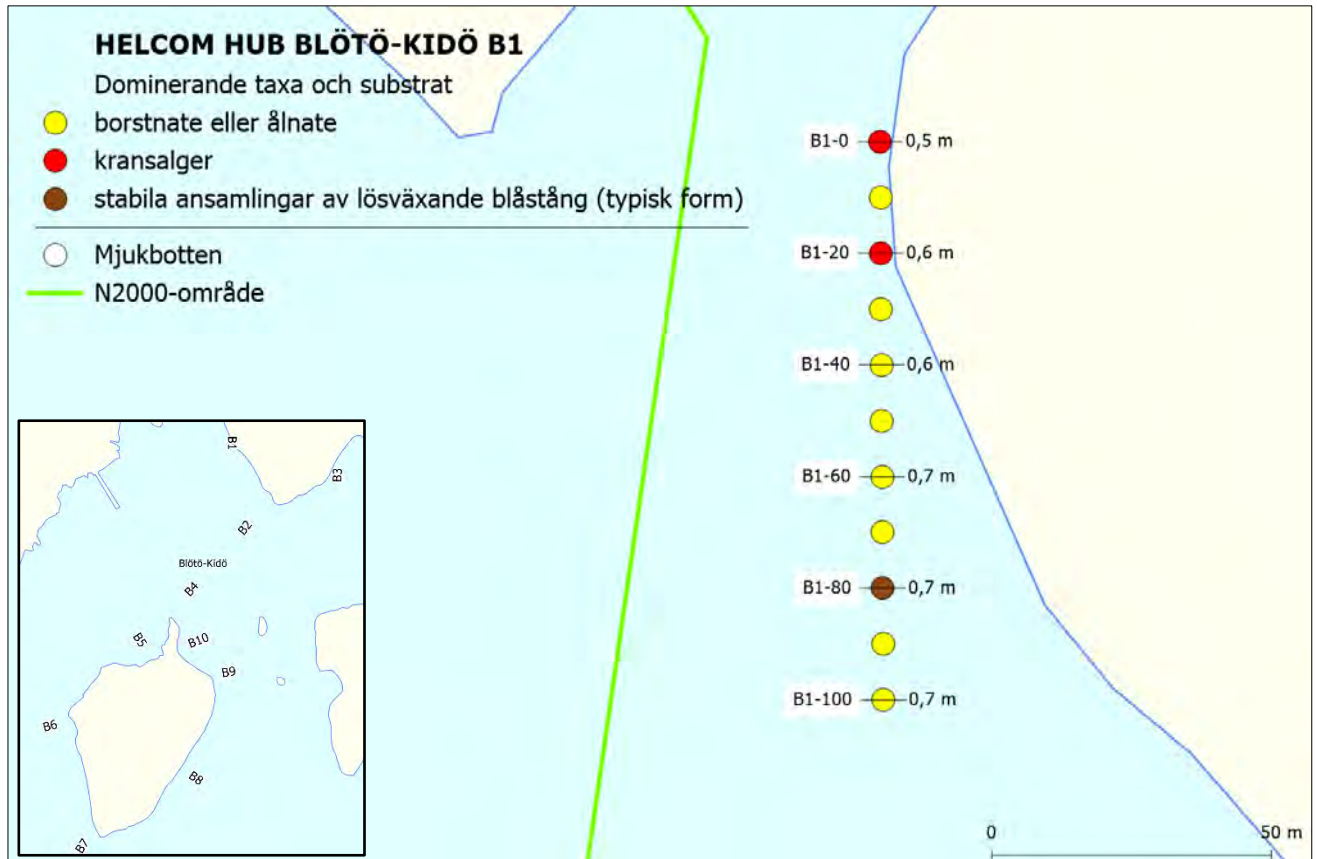 HELCOM HUB BLÖTÖ-KIDÖ B1
Dominerande taxa och substrat
borstnate eller ålnate
kransalger
stabila ansamlingar av lösväxande blåstång (typisk form)
Mjukbotten
N2000-område
B1-0 0,5 m
B1-20 0,6 m
B1-40 0,6 m
B1-60 0,7 m
B1-80 0,7 m
B1-100 0,7 m
B1
B3
B2
Blötö-Kidö
B4
B5
B10
B9
B6
B8
B7
0 50 m